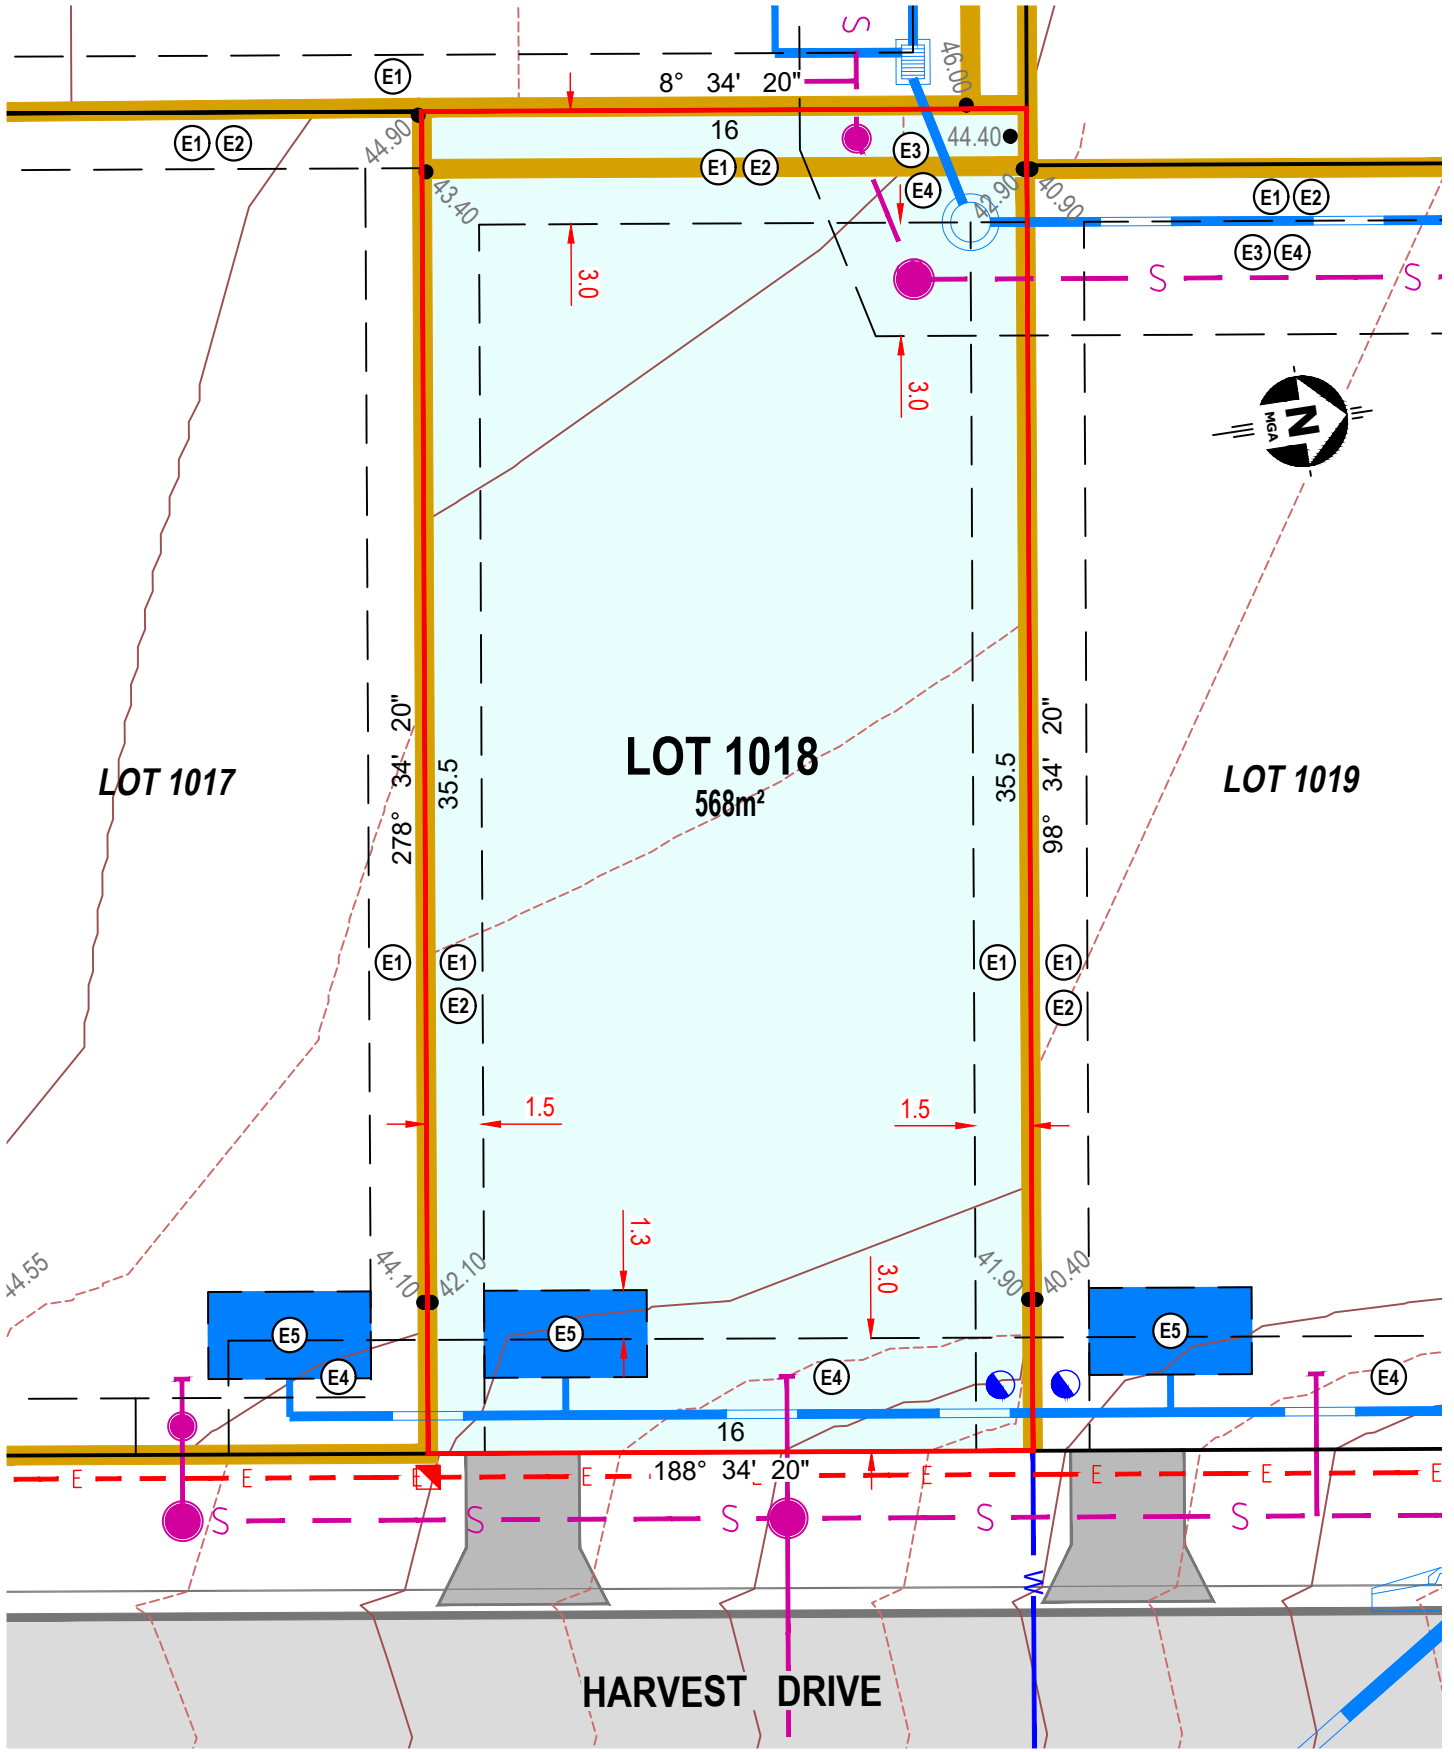 S
46.00
E1
8° 34' 20"
E1 E2
44.90
16
E3
44.40
E1 E2
E4
42.90
40.90
43.40
E1 E2
E3 E4
3.0
S
S
3.0
N
MGA
278° 34' 20"
35.5
LOT 1018
568m²
35.5
98° 34' 20"
LOT 1017
LOT 1019
E1
E1
E2
E1
E1
E2
1.5
1.5
1.3
3.0
44.55
44.10
42.10
41.90
40.40
E5
E5
E5
E4
E4
E4
16
188° 34' 20"
E
E
E
E
E
E
E
E
E
S
S
S
S
S
W
HARVEST DRIVE